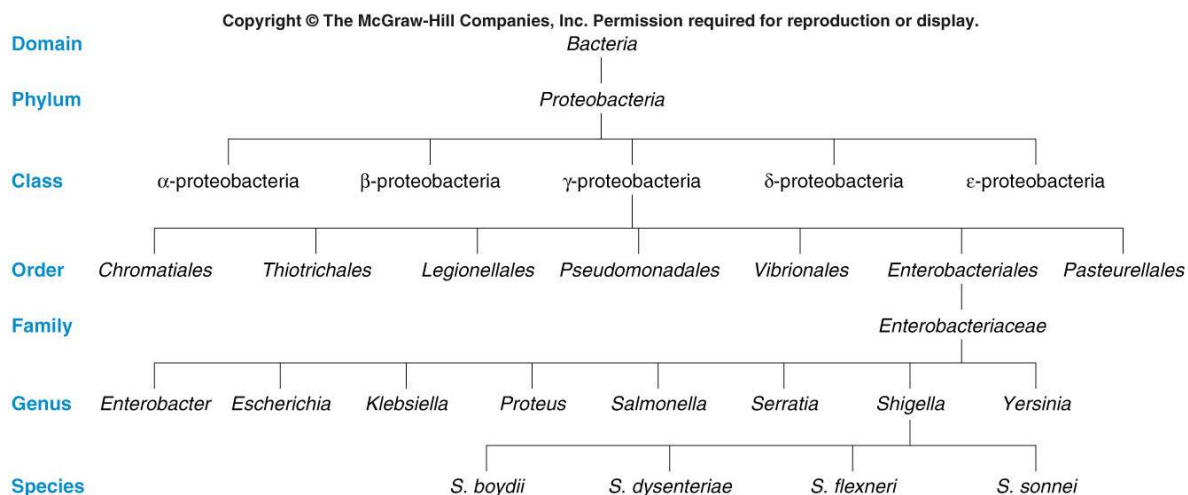 Copyright © The McGraw-Hill Companies, Inc. Permission required for reproduction or display.
Domain Bacteria
Phylum Proteobacteria
Class α-proteobacteria β-proteobacteria γ-proteobacteria δ-proteobacteria ε-proteobacteria
Order Chromatiales Thiotrichales Legionellales Pseudomonadales Vibrionales Enterobacteriales Pasteurellales
Family Enterobacteriaceae
Genus Enterobacter Escherichia Klebsiella Proteus Salmonella Serratia Shigella Yersinia
Species S. boydii S. dysenteriae S. flexneri S. sonnei